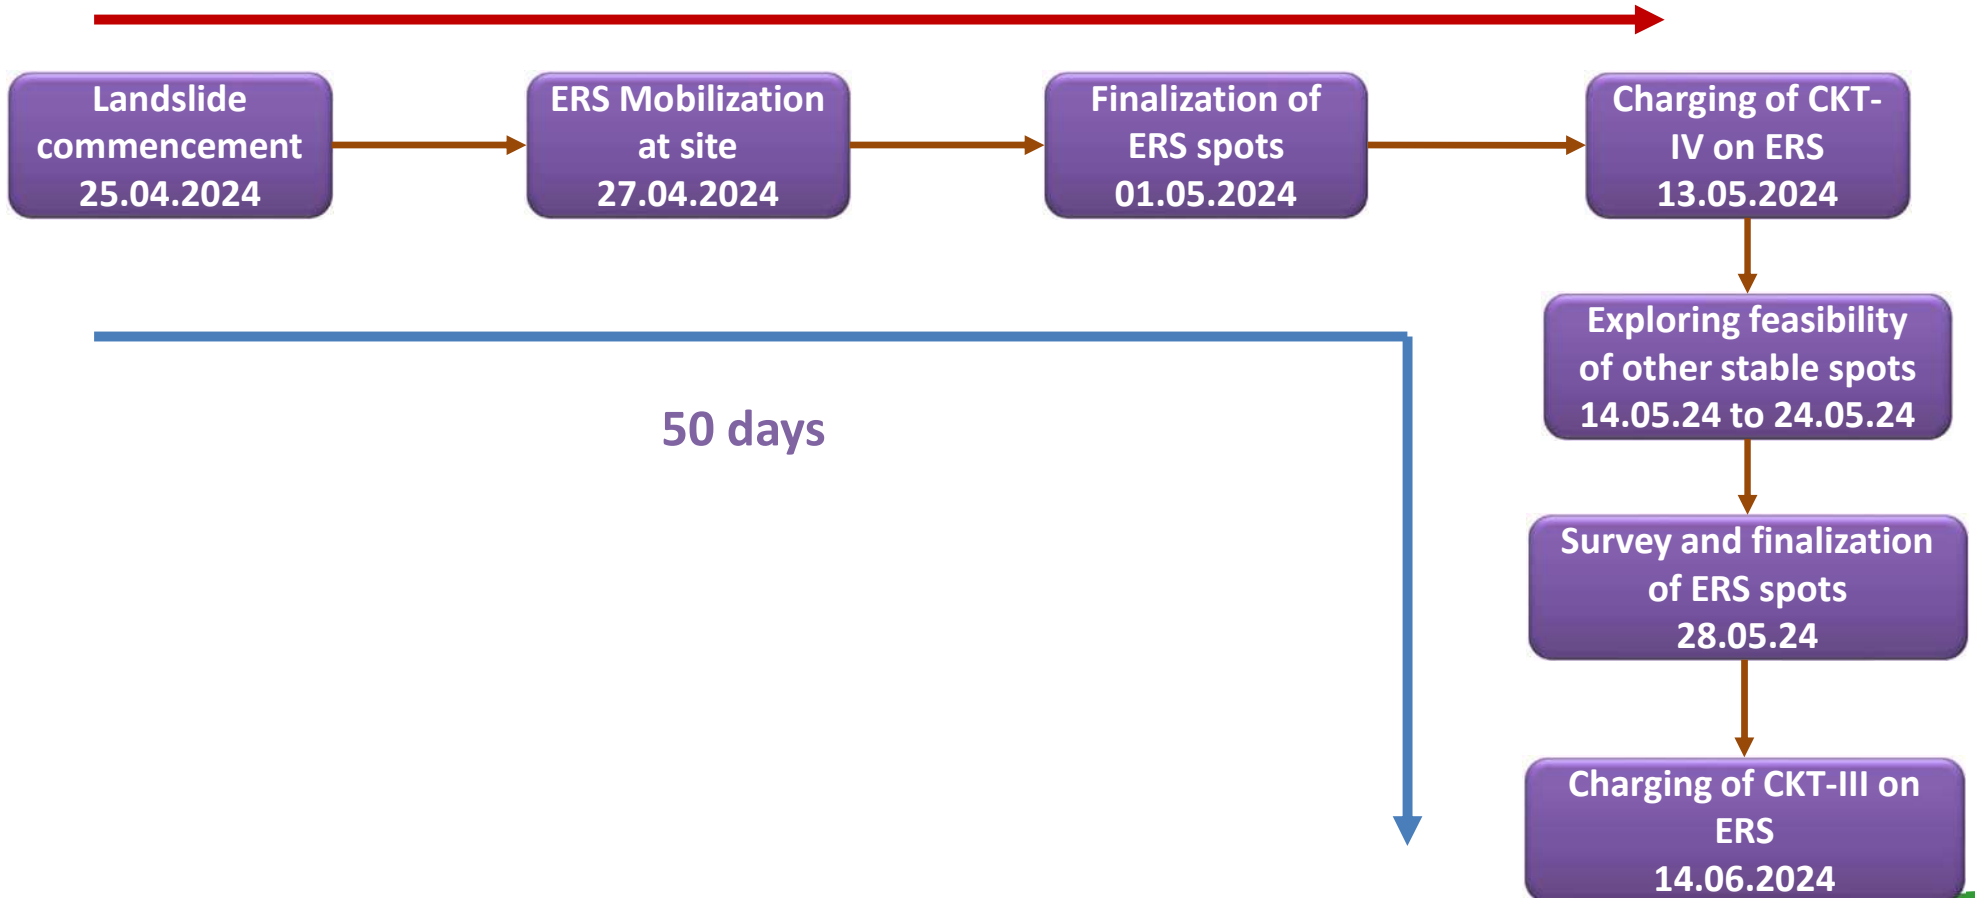 Landslide
commencement
25.04.2024
ERS Mobilization
at site
27.04.2024
Finalization of
ERS spots
01.05.2024
Charging of CKT-
IV on ERS
13.05.2024
Exploring feasibility
of other stable spots
14.05.24 to 24.05.24
50 days
Survey and finalization
of ERS spots
28.05.24
Charging of CKT-III on
ERS
14.06.2024